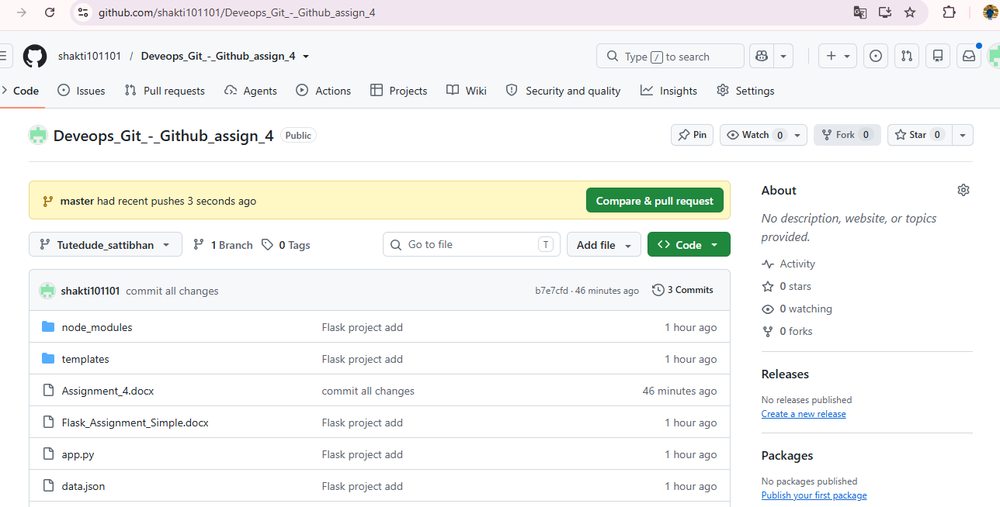 github.com/shakti101101/Deveops_Git_-_Github_assign_4
shakti101101 / Deveops_Git_-_Github_assign_4
Type / to search
Code Issues Pull requests Agents Actions Projects Wiki Security and quality Insights Settings
Deveops_Git_-_Github_assign_4 Public
Pin Watch 0 Fork 0 Star 0
master had recent pushes 3 seconds ago Compare & pull request
Tutedude_sattibhan 1 Branch 0 Tags Go to file T Add file Code
shakti101101 commit all changes b7e7cfd · 46 minutes ago 3 Commits
node_modules Flask project add 1 hour ago
templates Flask project add 1 hour ago
Assignment_4.docx commit all changes 46 minutes ago
Flask_Assignment_Simple.docx Flask project add 1 hour ago
app.py Flask project add 1 hour ago
data.json Flask project add 1 hour ago
About
No description, website, or topics
provided.
Activity
0 stars
0 watching
0 forks
Releases
No releases published
Create a new release
Packages
No packages published
Publish your first package